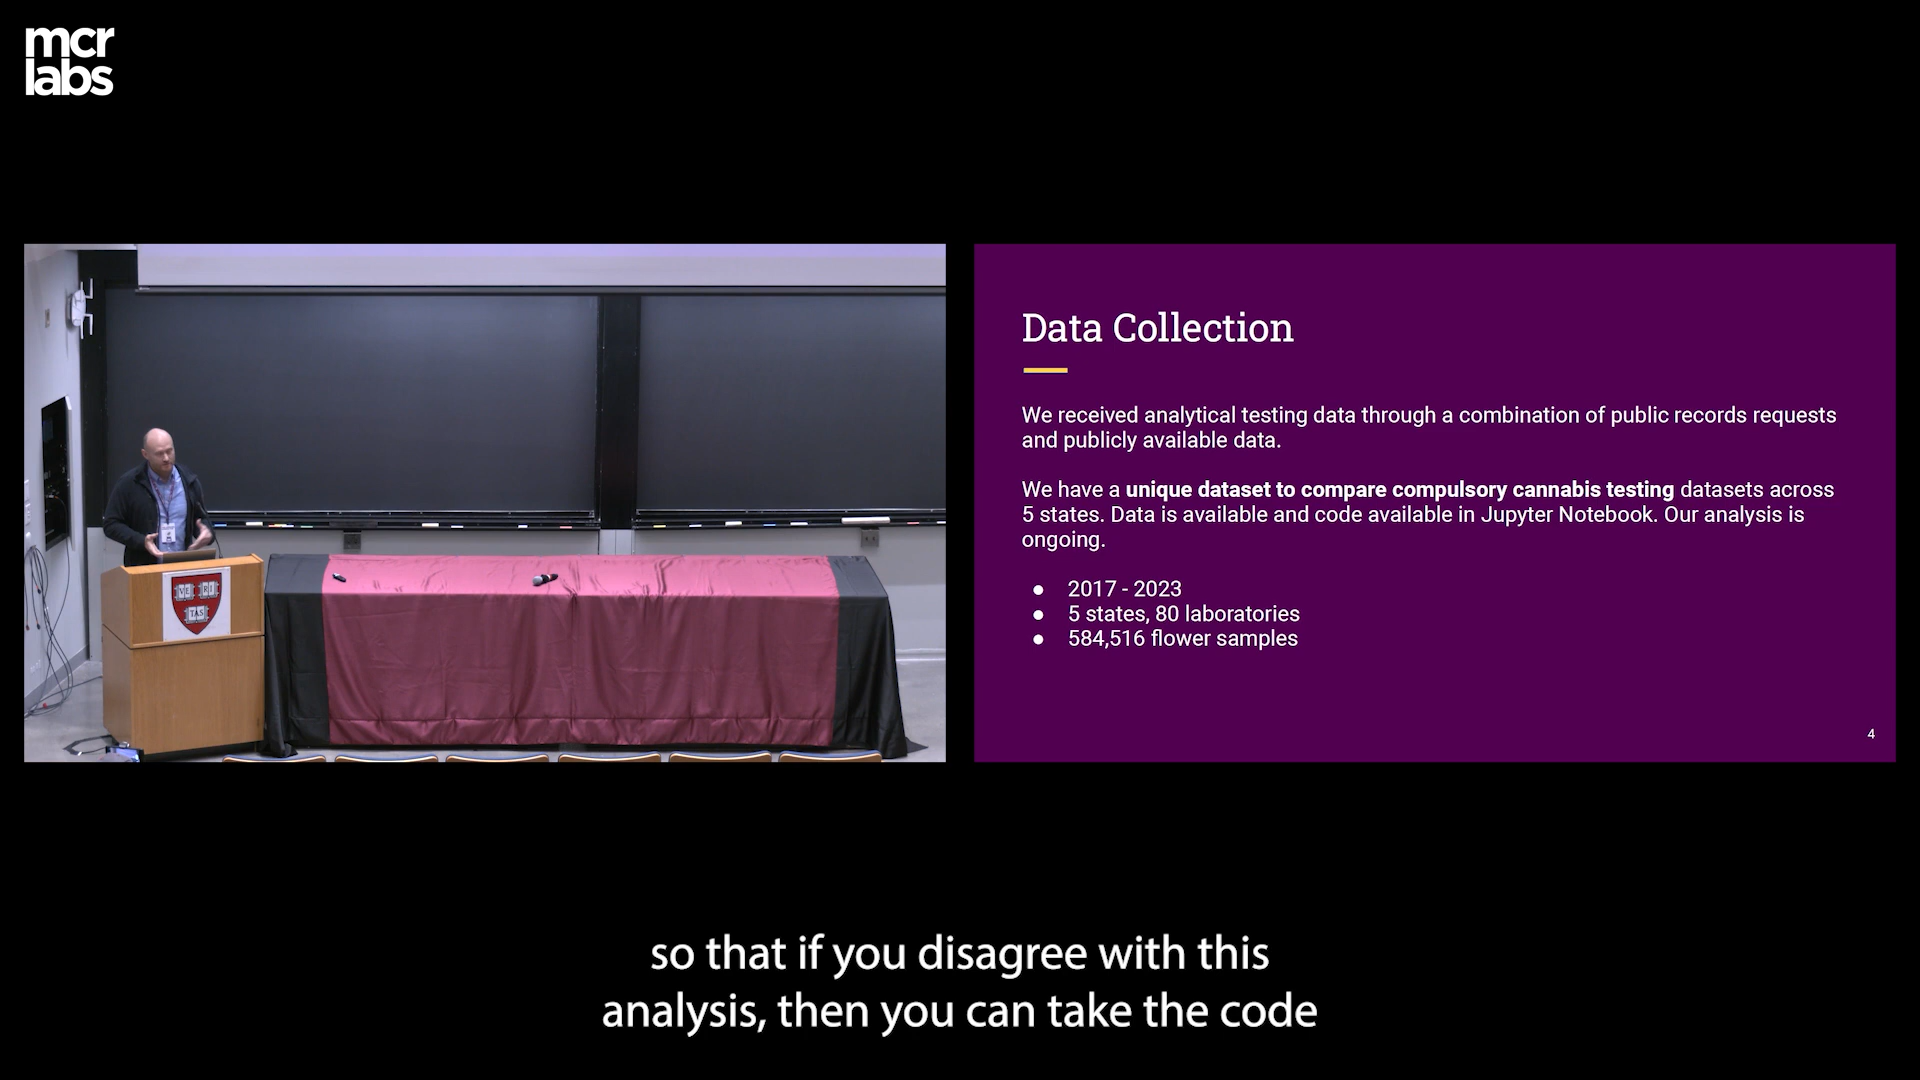 mcr
labs
VE RI
TAS
Data Collection
We received analytical testing data through a combination of public records requests
and publicly available data.
We have a unique dataset to compare compulsory cannabis testing datasets across
5 states. Data is available and code available in Jupyter Notebook. Our analysis is
ongoing.
● 2017 - 2023
● 5 states, 80 laboratories
● 584,516 flower samples
4
so that if you disagree with this
analysis, then you can take the code